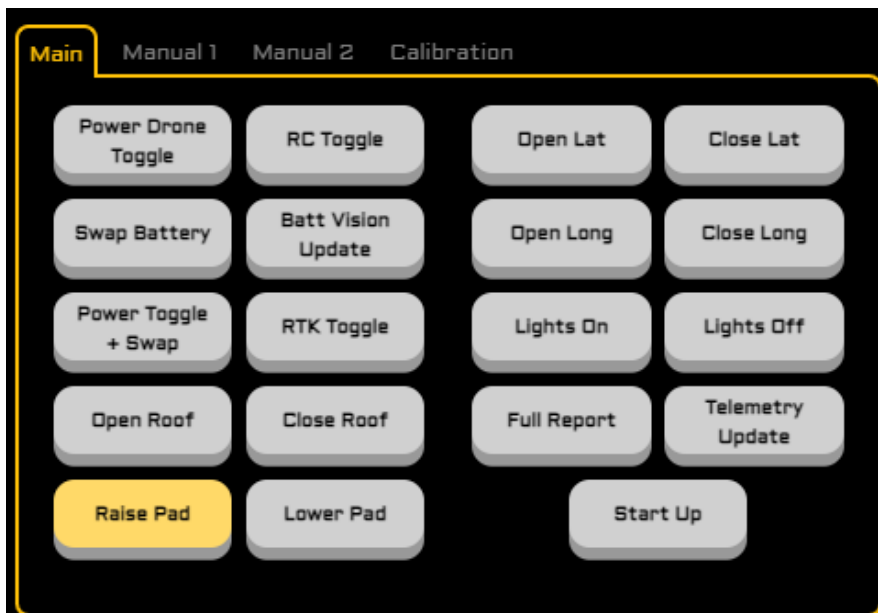 Main Manual 1 Manual 2 Calibration
Power Drone
Toggle
RC Toggle
Open Lat
Close Lat
Swap Battery
Batt Vision
Update
Open Long
Close Long
Power Toggle
+ Swap
RTK Toggle
Lights On
Lights Off
Open Roof
Close Roof
Full Report
Telemetry
Update
Raise Pad
Lower Pad
Start Up